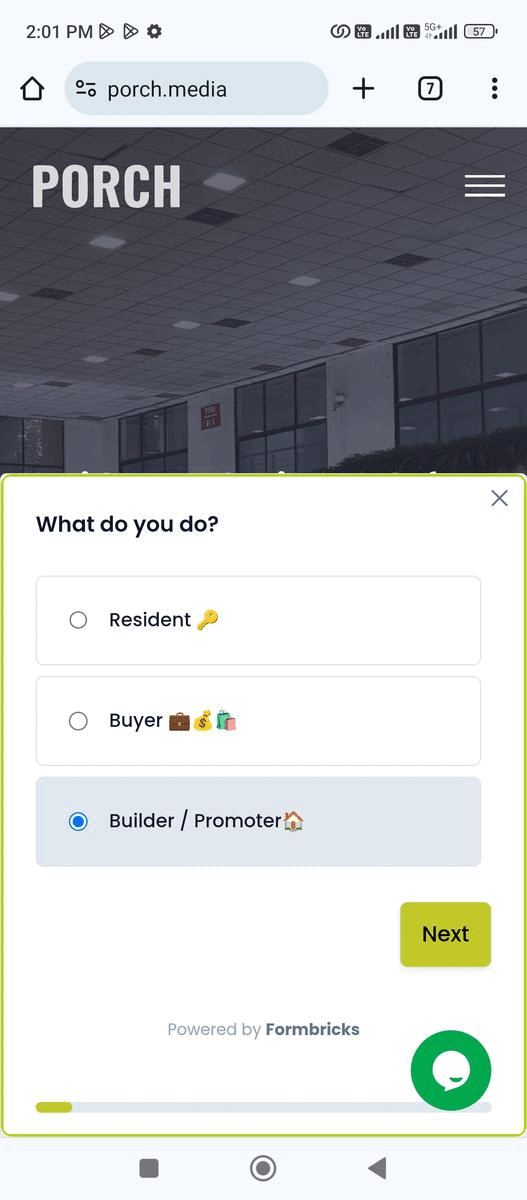 2:01 PM
Vo LTE Vo LTE 5G+ 57
porch.media
7
PORCH
FIRE
What do you do?
Resident 🔑
Buyer 💼💰🛍️
Builder / Promoter🏠
Next
Powered by Formbricks